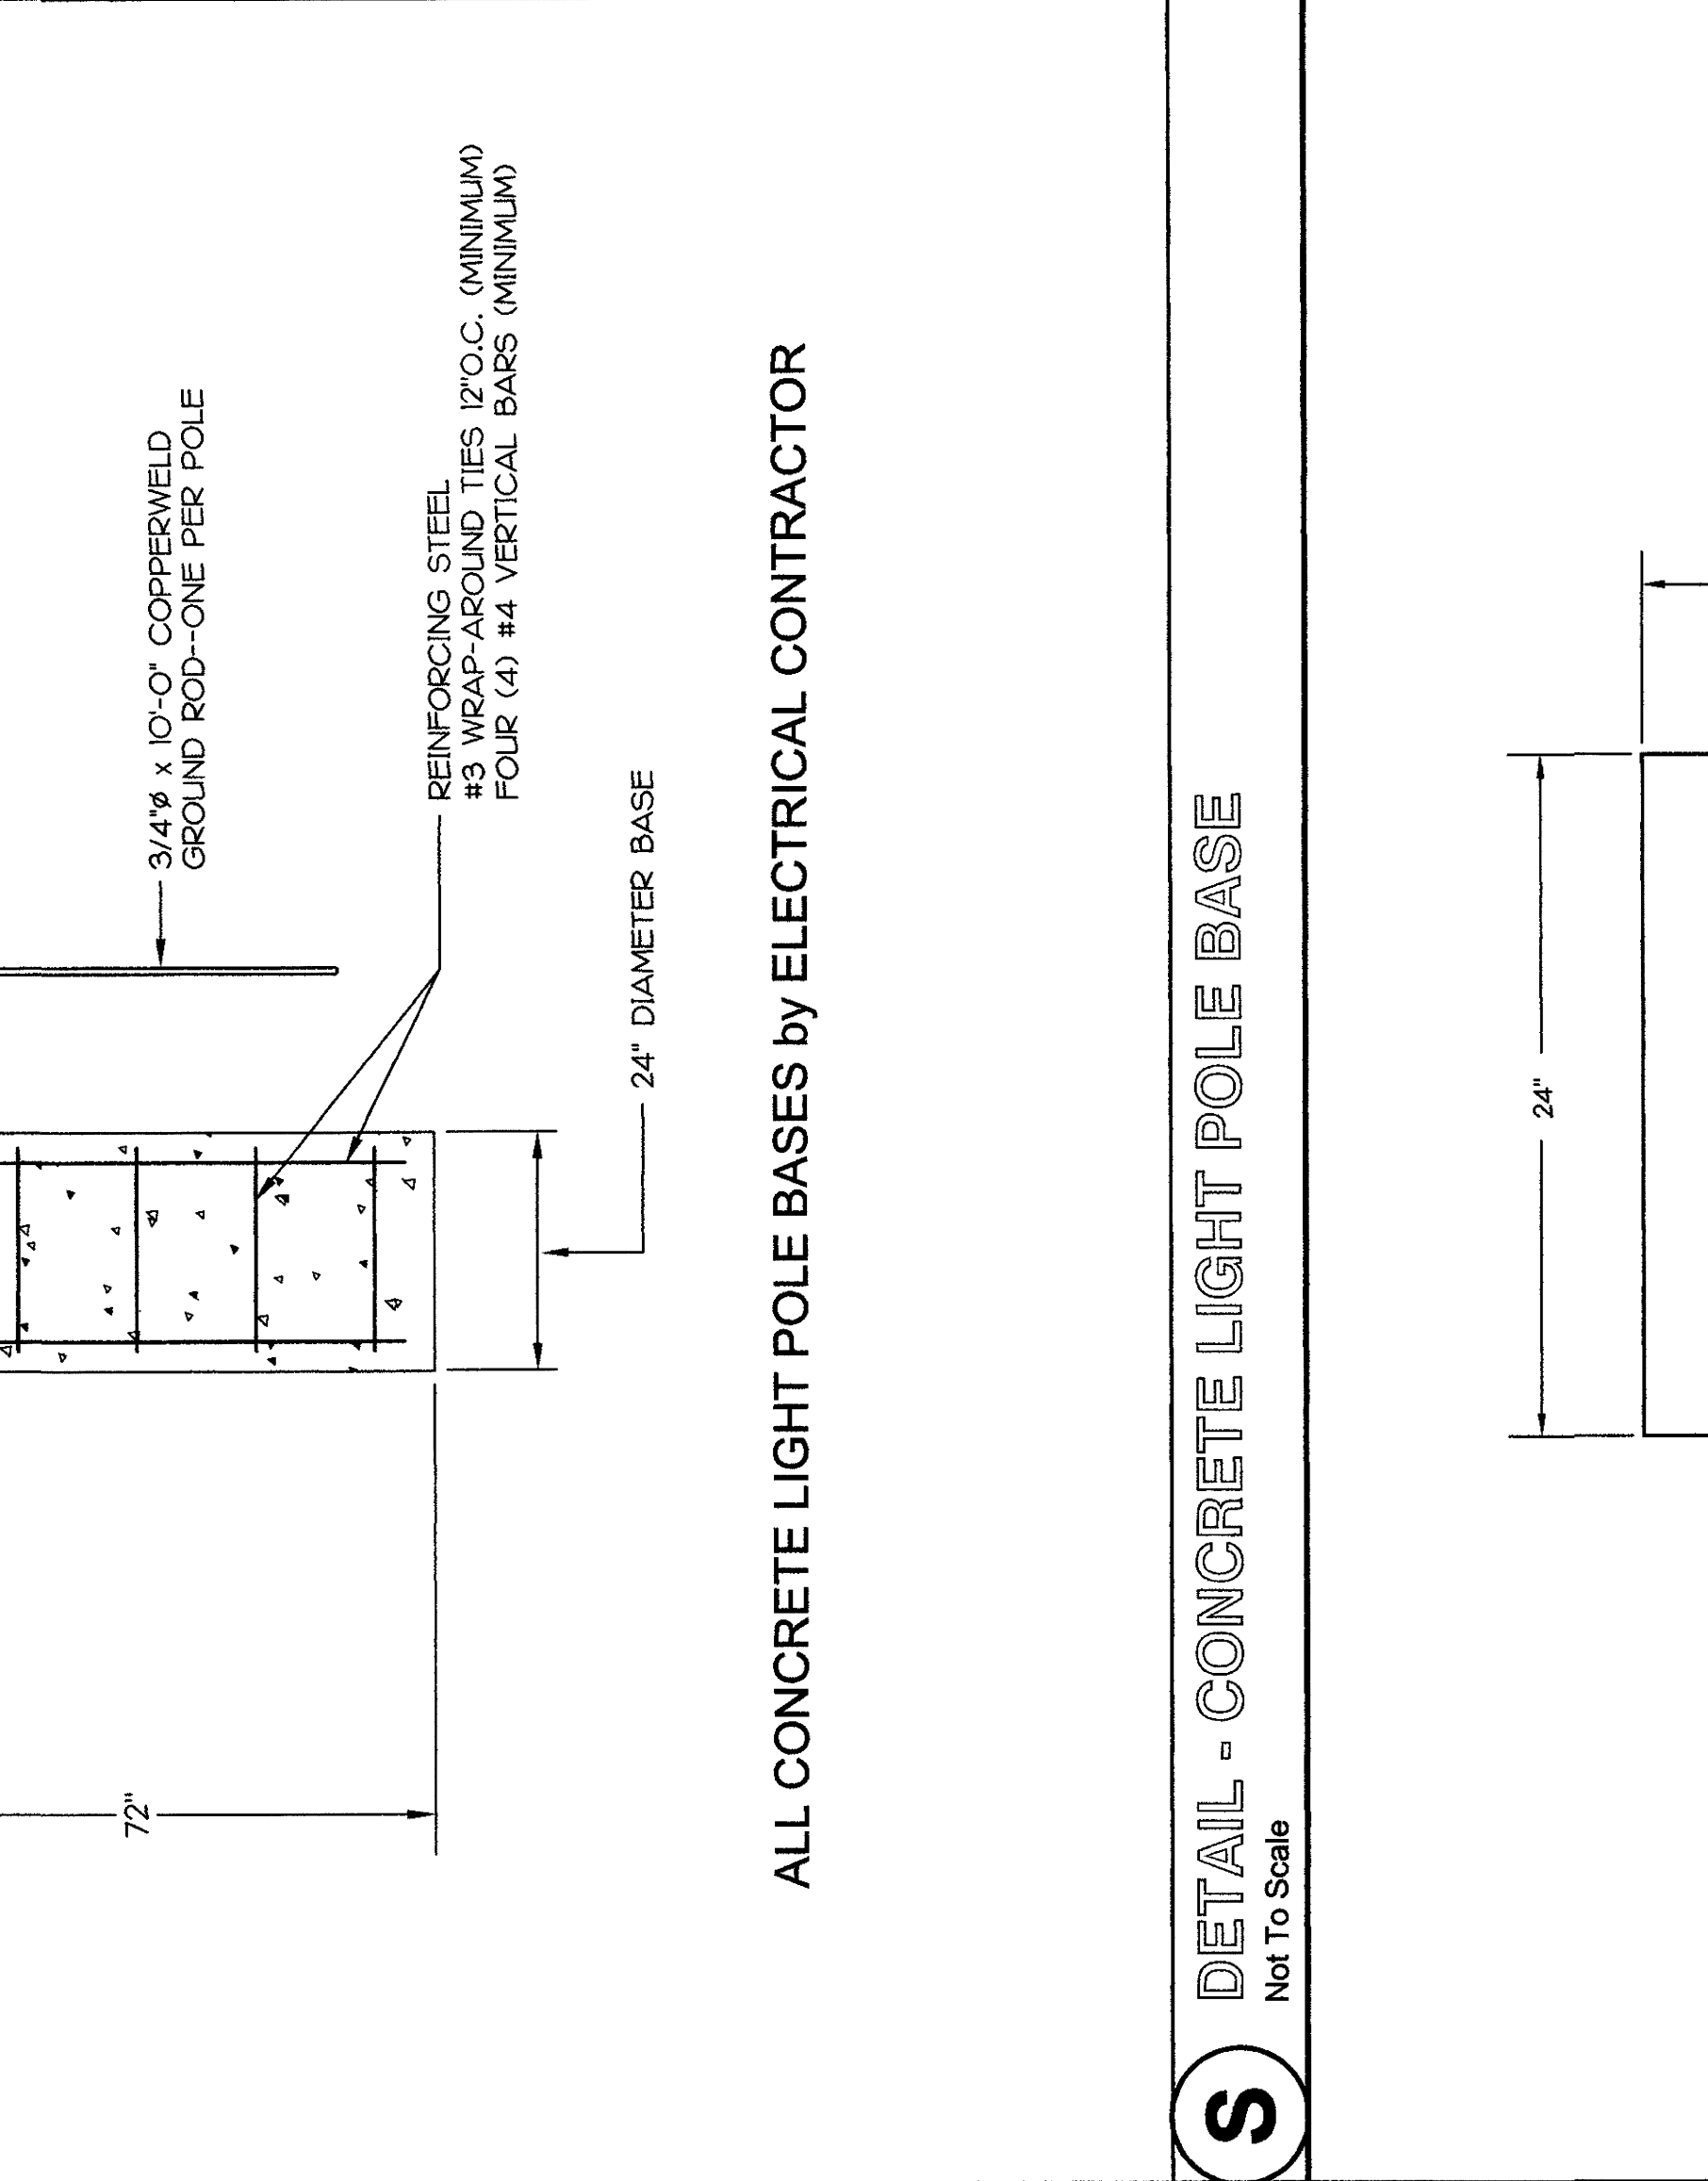 3/4"ø x 10'-0" COPPERWELD
GROUND ROD--ONE PER POLE
REINFORCING STEEL
#3 WRAP-AROUND TIES 12"O.C. (MINIMUM)
FOUR (4) #4 VERTICAL BARS (MINIMUM)
72"
24" DIAMETER BASE
ALL CONCRETE LIGHT POLE BASES by ELECTRICAL CONTRACTOR
S
DETAIL - CONCRETE LIGHT POLE BASE
Not To Scale
24"